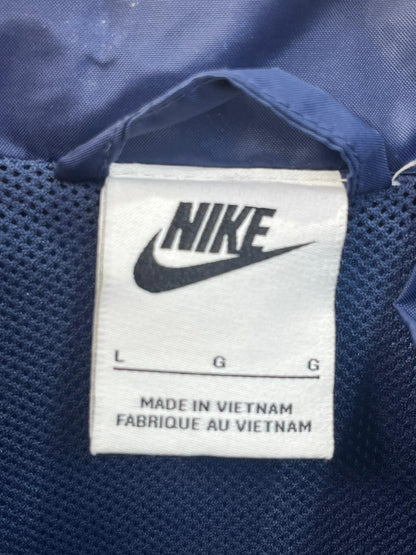 NIKE
L G G
MADE IN VIETNAM
FABRIQUE AU VIETNAM